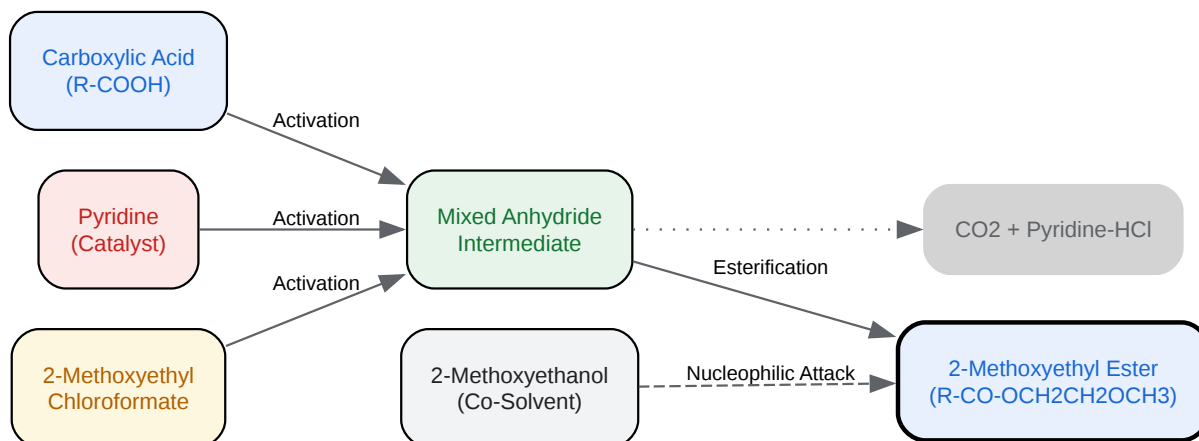 Carboxylic Acid
(R-COOH)
Activation
Pyridine
(Catalyst)
Activation
Mixed Anhydride
Intermediate
CO2 + Pyridine-HCl
Esterification
Activation
2-Methoxyethyl
Chloroformate
2-Methoxyethanol
(Co-Solvent)
Nucleophilic Attack
2-Methoxyethyl Ester
(R-CO-OCH2CH2OCH3)